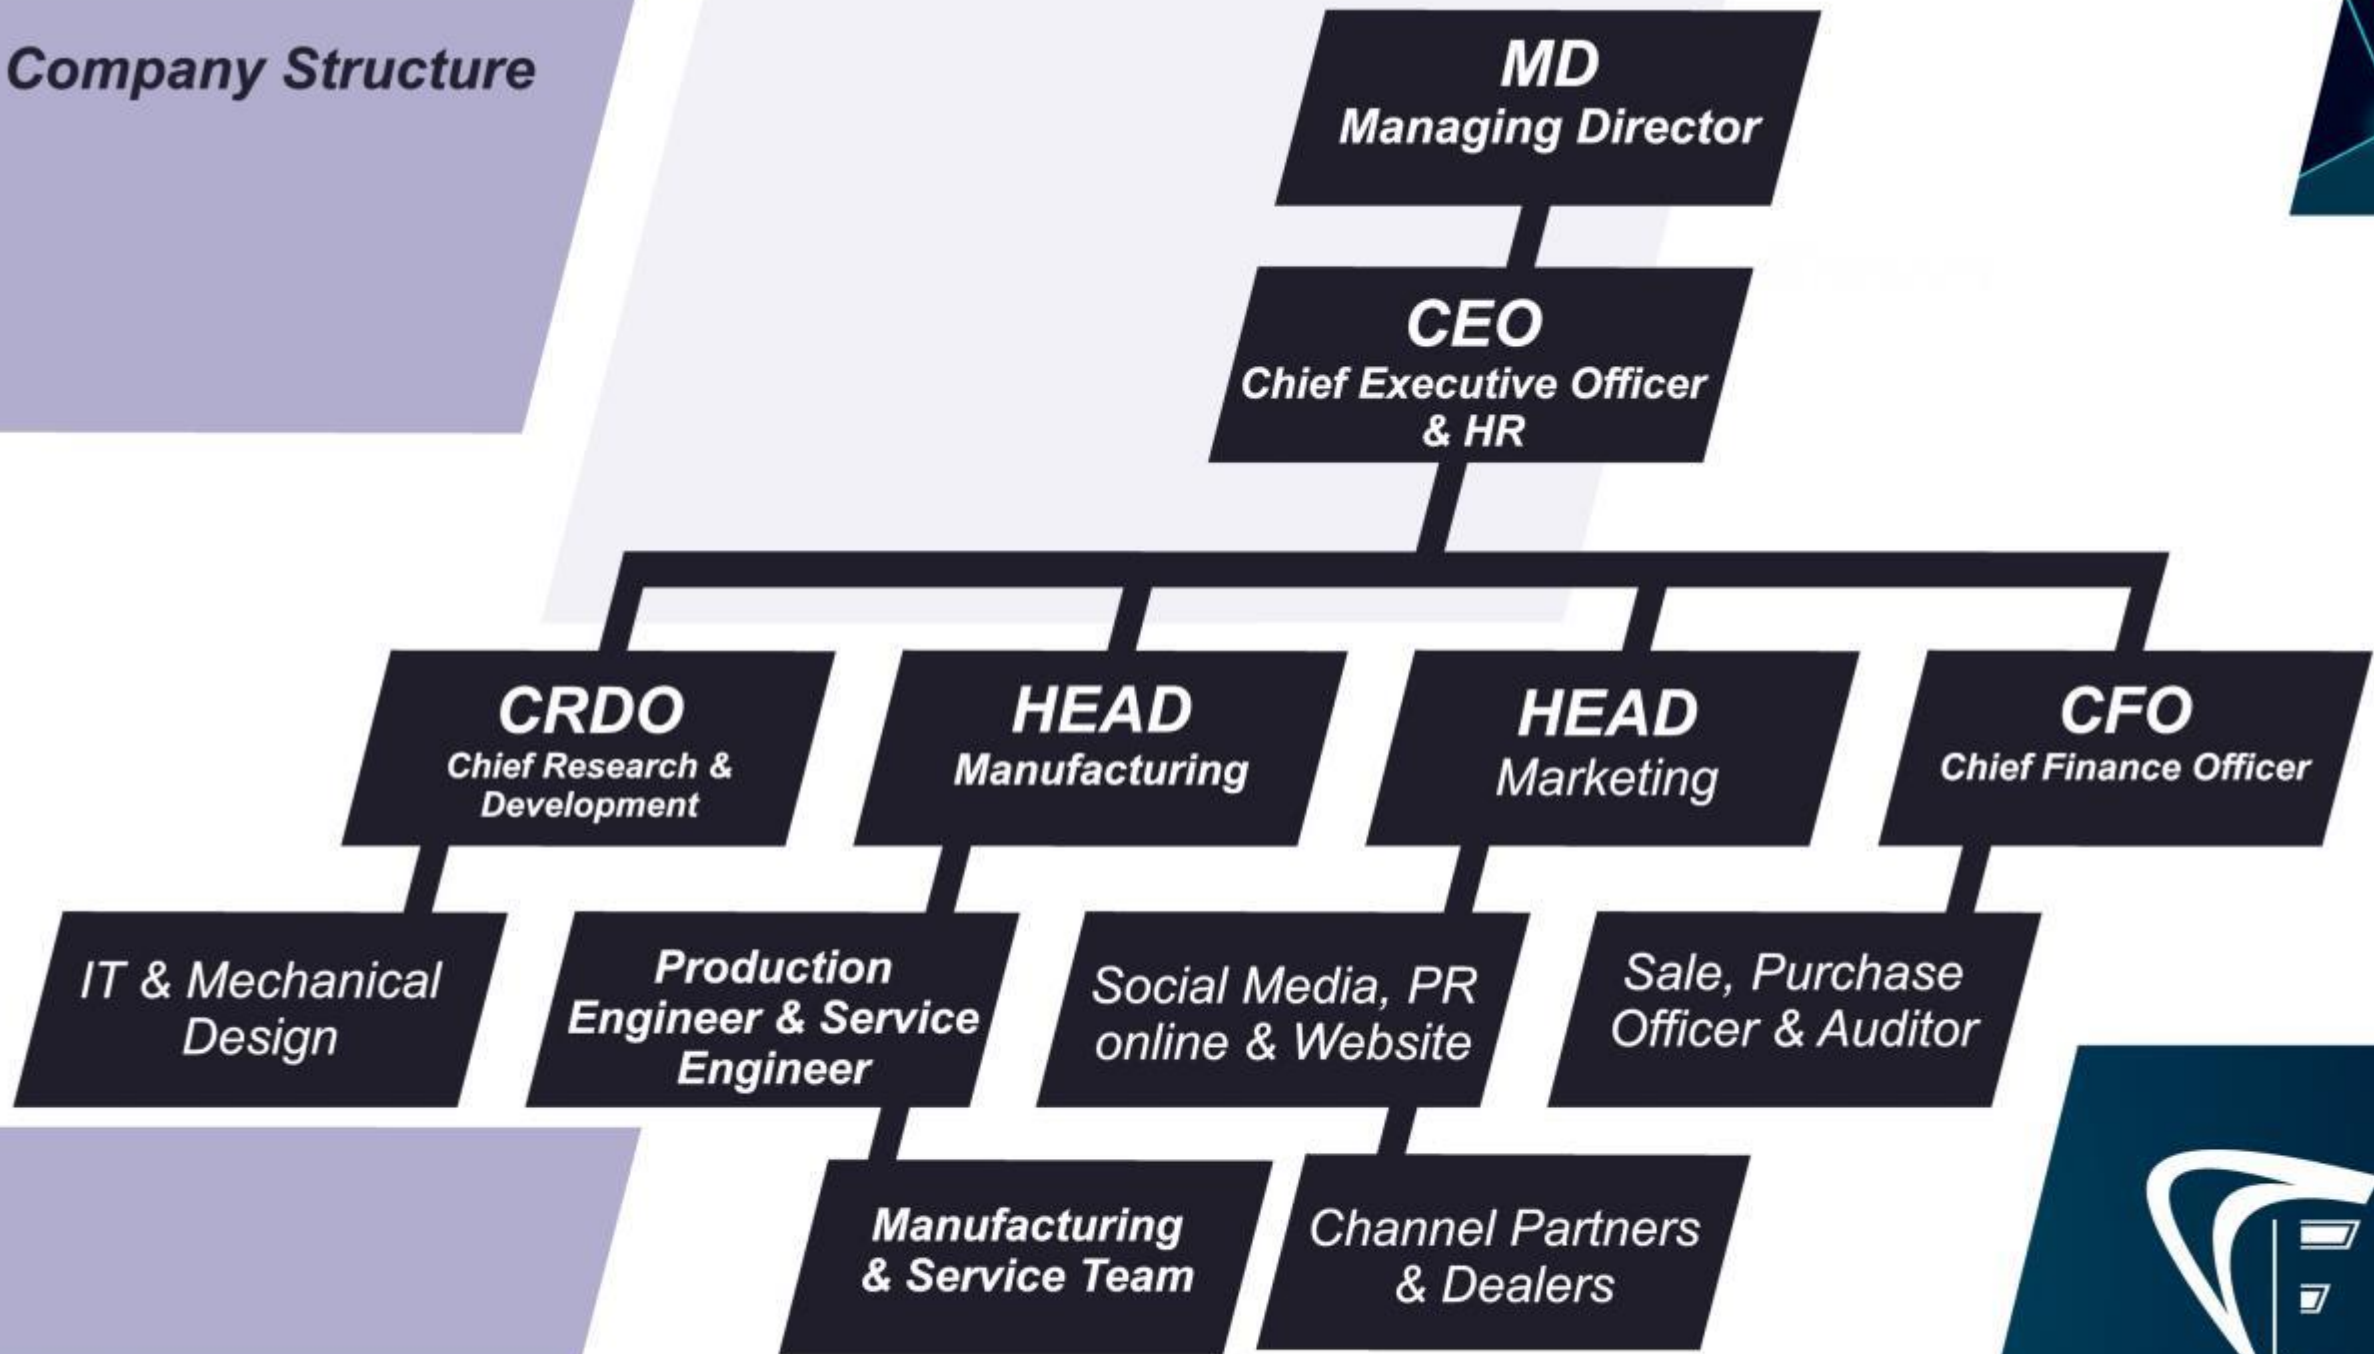 Company Structure
MD
Managing Director
CEO
Chief Executive Officer
& HR
CRDO
Chief Research &
Development
HEAD
Manufacturing
HEAD
Marketing
CFO
Chief Finance Officer
IT & Mechanical
Design
Production
Engineer & Service
Engineer
Social Media, PR
online & Website
Sale, Purchase
Officer & Auditor
Manufacturing
& Service Team
Channel Partners
& Dealers